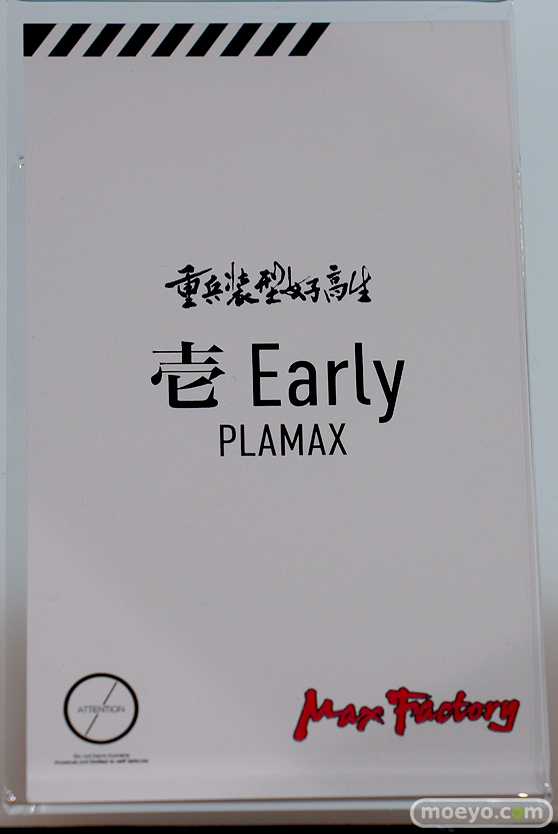 重兵装型女子高生
壱 Early
PLAMAX
ATTENTION
Max Factory
moeyo.com